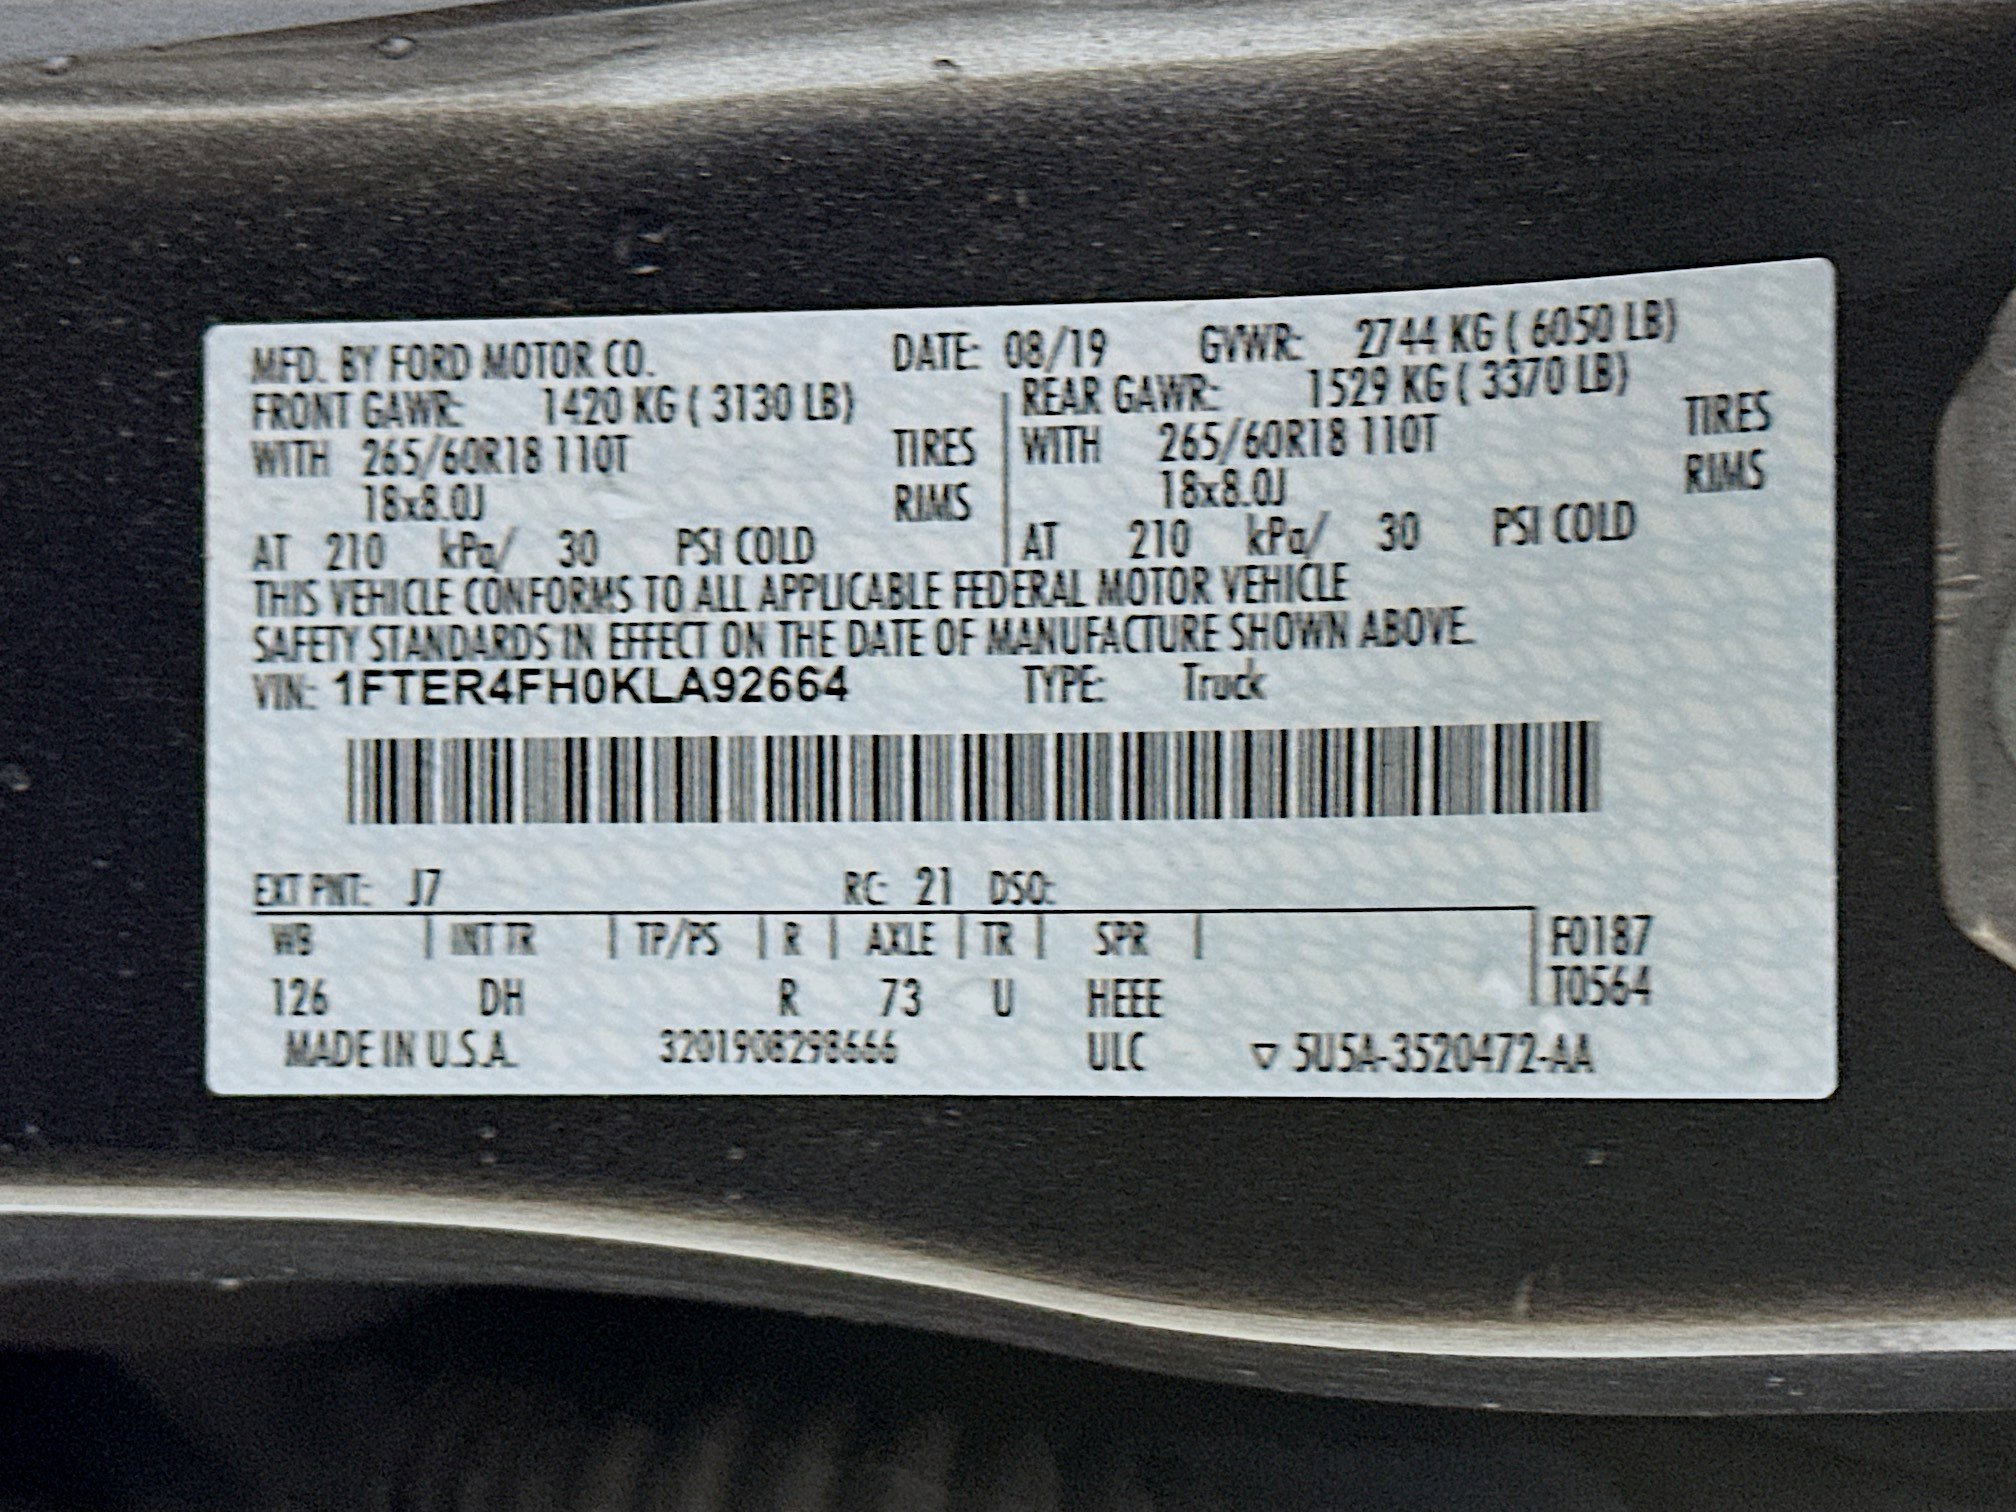 MFD. BY FORD MOTOR CO. DATE: 08/19 GVWR: 2744 KG ( 6050 LB)
FRONT GAWR: 1420 KG ( 3130 LB) REAR GAWR: 1529 KG ( 3370 LB)
WITH 265/60R18 110T TIRES WITH 265/60R18 110T TIRES
18x8.0J RIMS 18x8.0J RIMS
AT 210 kPa/ 30 PSI COLD AT 210 kPa/ 30 PSI COLD
THIS VEHICLE CONFORMS TO ALL APPLICABLE FEDERAL MOTOR VEHICLE
SAFETY STANDARDS IN EFFECT ON THE DATE OF MANUFACTURE SHOWN ABOVE.
VIN: 1FTER4FH0KLA92664 TYPE: Truck
EXT PNT: J7 RC: 21 DSO:
WB | INT TR | TP/PS | R | AXLE | TR | SPR | F0187
126 DH R 73 U HEEE T0564
MADE IN U.S.A. 3201908298666 ULC ▽ 5U5A-3520472-AA